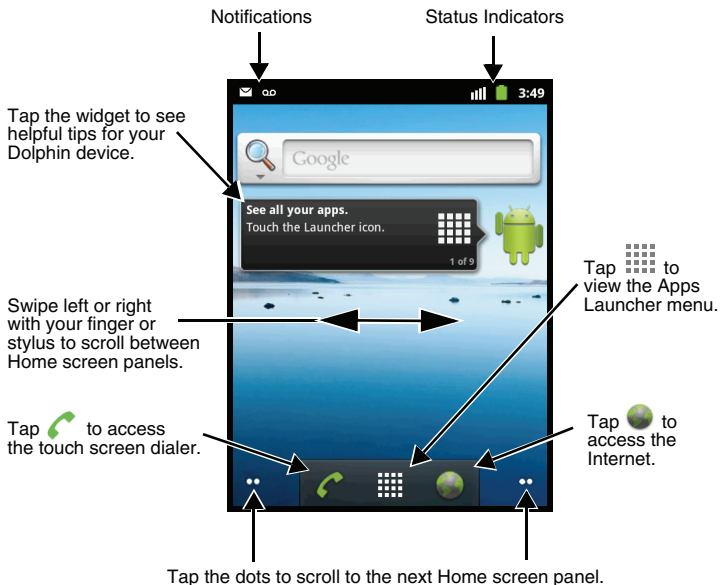 Notifications
Status Indicators
3:49
Tap the widget to see
helpful tips for your
Dolphin device.
Google
See all your apps.
Touch the Launcher icon.
1 of 9
Tap to
view the Apps
Launcher menu.
Swipe left or right
with your finger or
stylus to scroll between
Home screen panels.
Tap to access
the touch screen dialer.
Tap to
access the
Internet.
Tap the dots to scroll to the next Home screen panel.